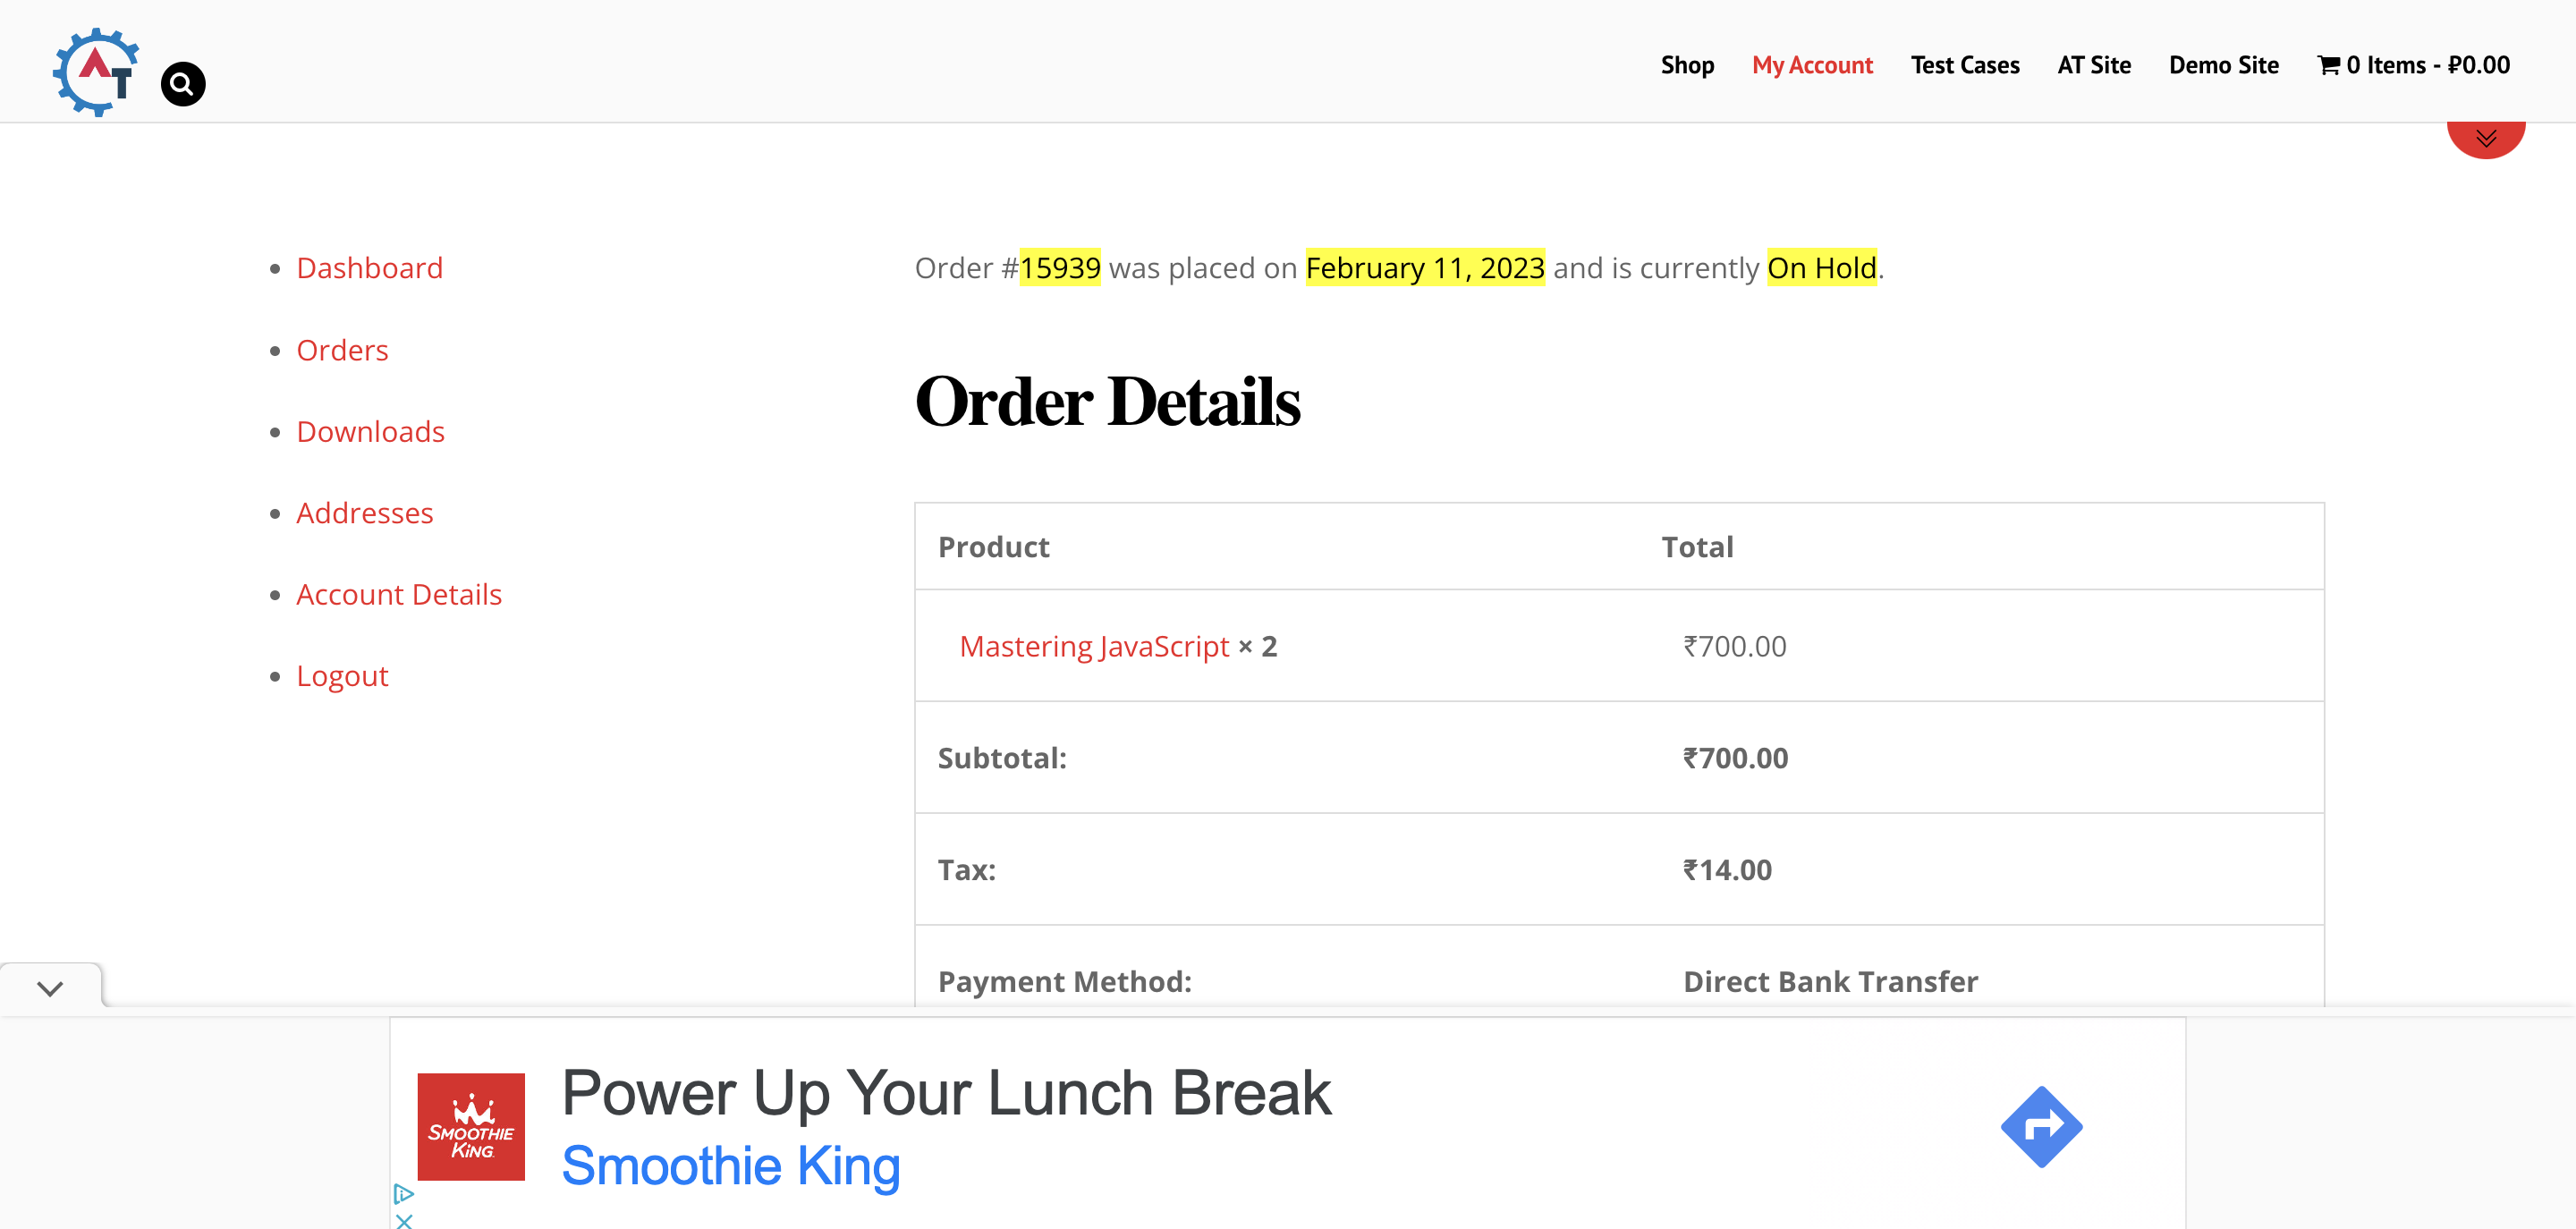 AT
Shop My Account Test Cases AT Site Demo Site 0 Items - ₽0.00
Dashboard
Orders
Downloads
Addresses
Account Details
Logout
Order #15939 was placed on February 11, 2023 and is currently On Hold.
Order Details
Product Total
Mastering JavaScript × 2 ₹700.00
Subtotal: ₹700.00
Tax: ₹14.00
Payment Method: Direct Bank Transfer
SMOOTHIE
KING
Power Up Your Lunch Break
Smoothie King